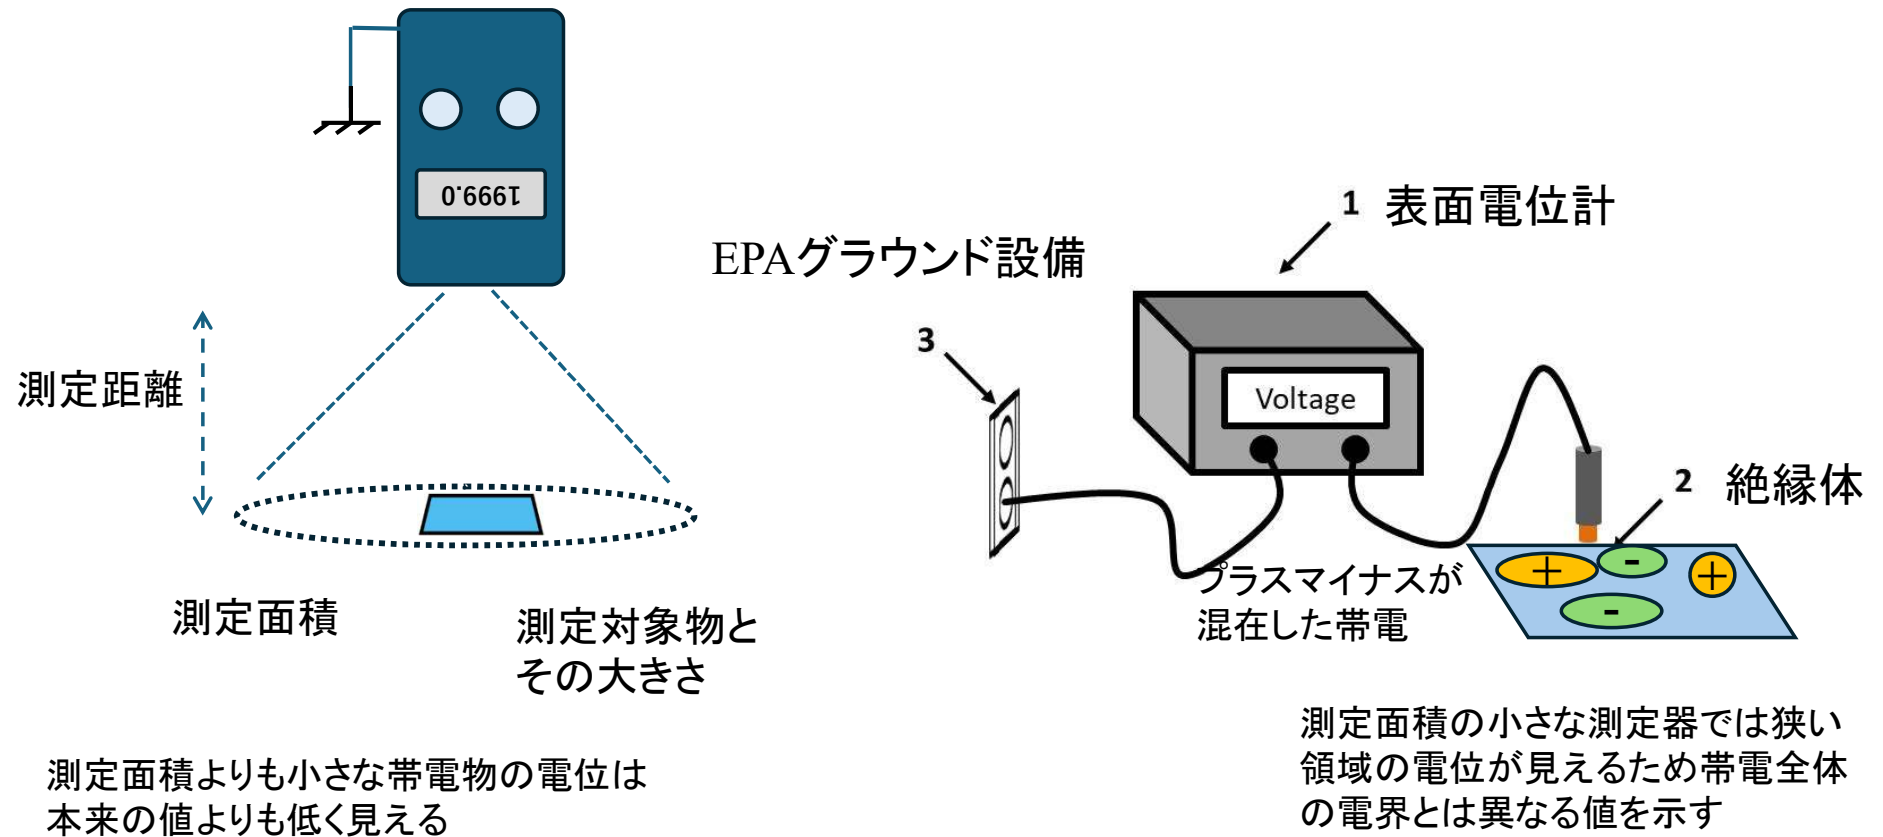 1999.0
測定距離
測定面積
測定対象物と
その大きさ
測定面積よりも小さな帯電物の電位は
本来の値よりも低く見える
EPAグラウンド設備
1 表面電位計
3
Voltage
2 絶縁体
+
-
+
-
プラスマイナスが
混在した帯電
測定面積の小さな測定器では狭い
領域の電位が見えるため帯電全体
の電界とは異なる値を示す